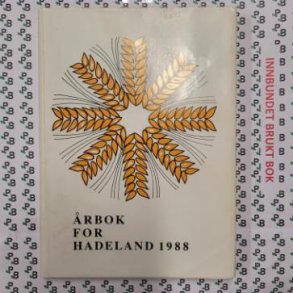 ÅRBOK
FOR
HADELAND 1988
INNBUNDET BRUKT BOK